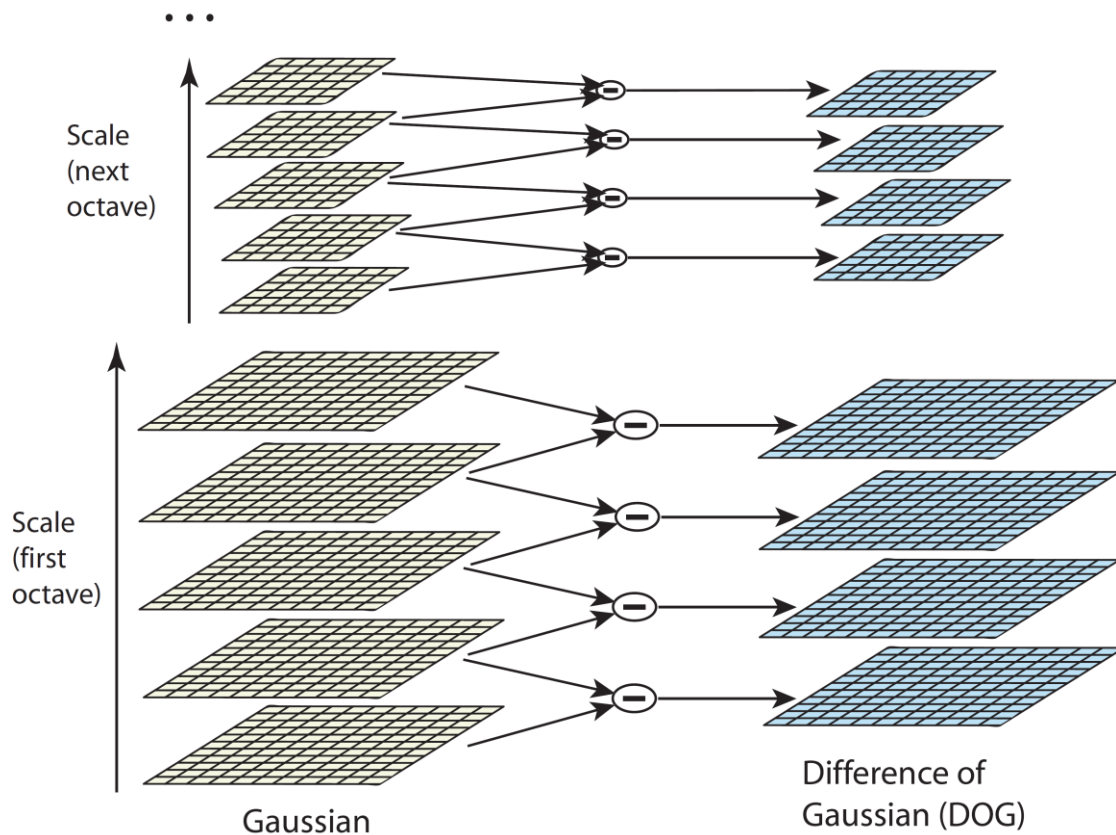 ...
Scale
(next
octave)
Scale
(first
octave)
Gaussian
Difference of
Gaussian (DOG)